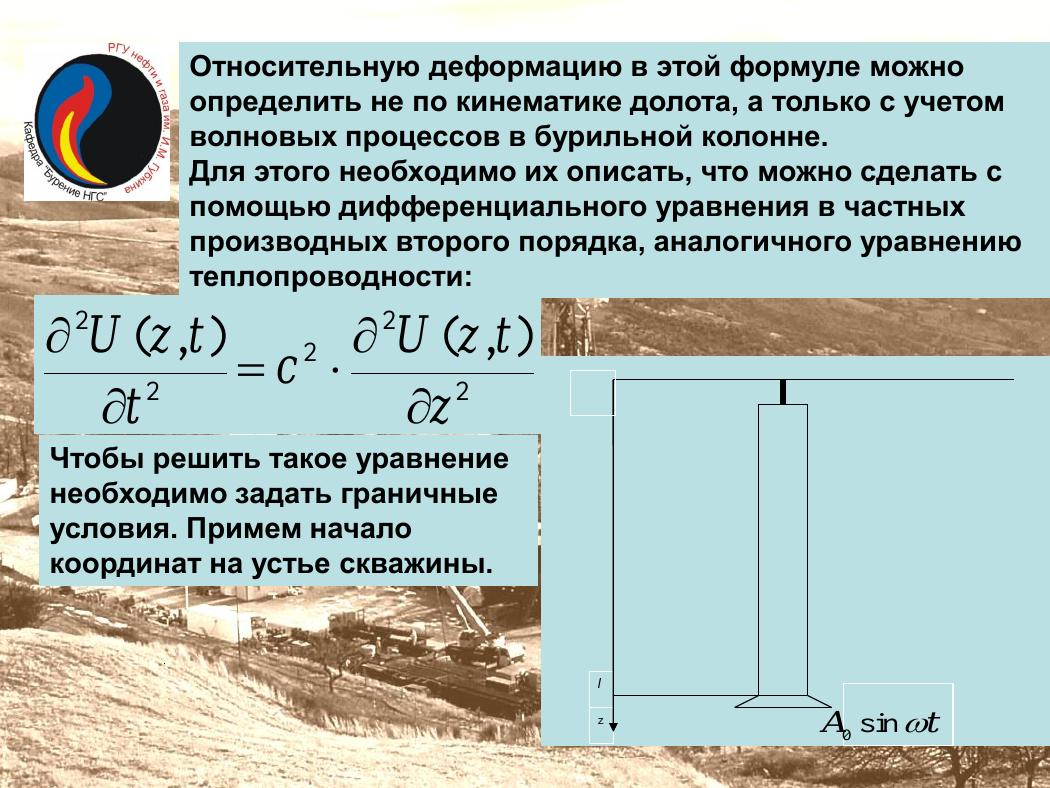 РГУ нефти и газа им. И.М. Губкина
Кафедра "Бурение НГС"
Относительную деформацию в этой формуле можно
определить не по кинематике долота, а только с учетом
волновых процессов в бурильной колонне.
Для этого необходимо их описать, что можно сделать с
помощью дифференциального уравнения в частных
производных второго порядка, аналогичного уравнению
теплопроводности:
∂²U (z,t) / ∂t² = c² · ∂²U (z,t) / ∂z²
Чтобы решить такое уравнение
необходимо задать граничные
условия. Примем начало
координат на устье скважины.
l
z
A₀ sin ωt